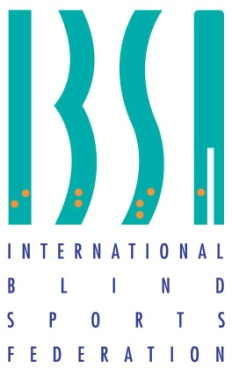 IBSA
INTERNATIONAL
BLIND
SPORTS
FEDERATION